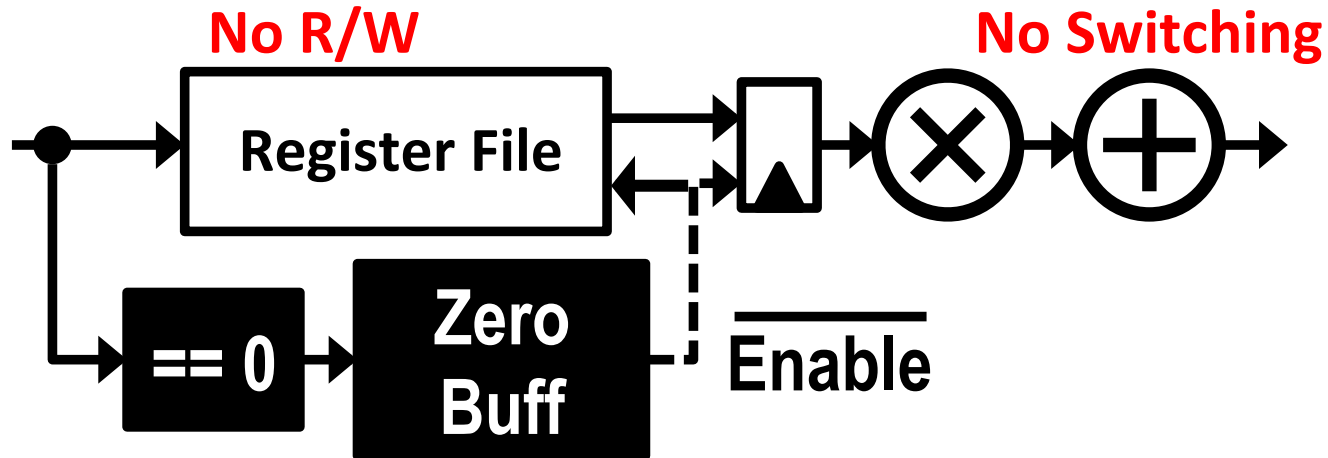 No R/W
No Switching
Register File
== 0
Zero
Buff
Enable